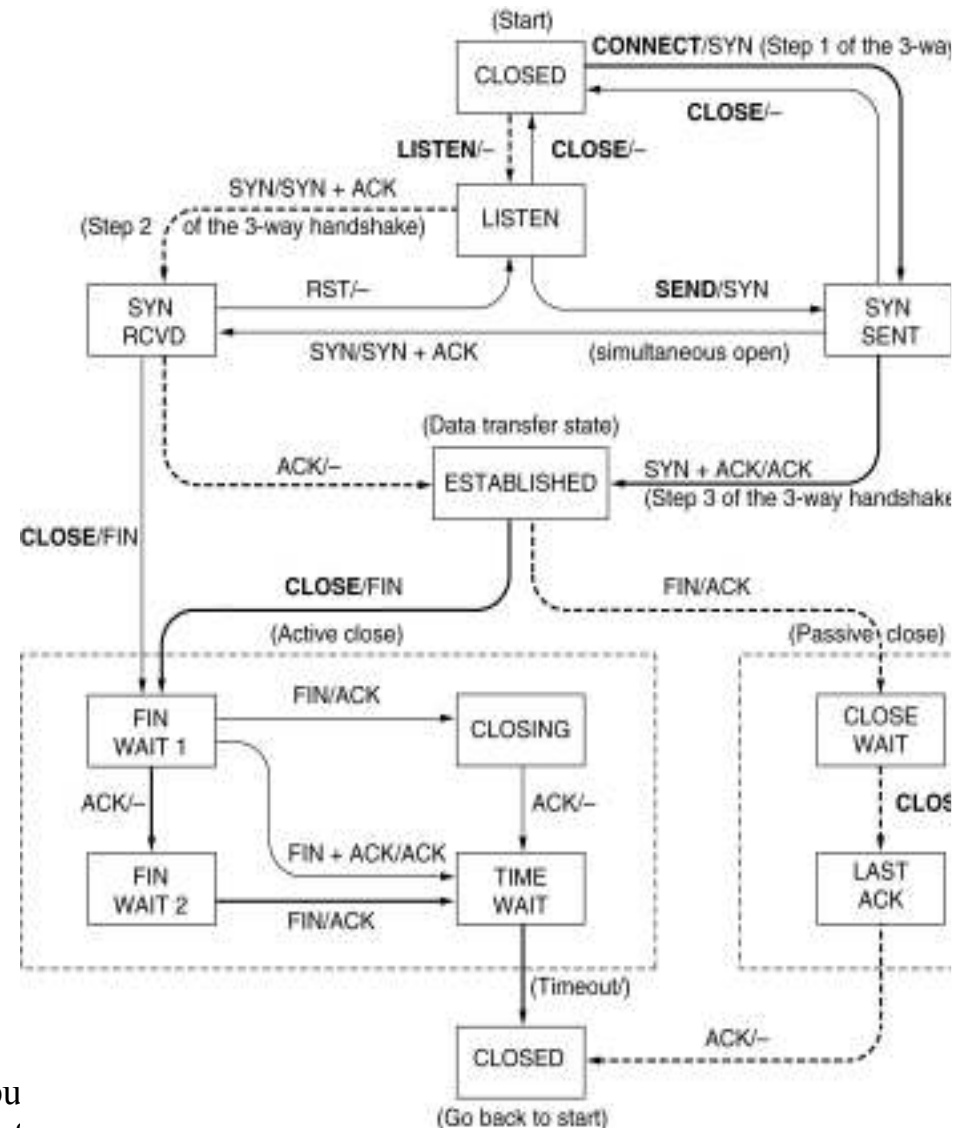 (Start)
CONNECT/SYN (Step 1 of the 3-way
CLOSED
CLOSE/–
LISTEN/– CLOSE/–
SYN/SYN + ACK
LISTEN
(Step 2 of the 3-way handshake)
RST/–
SEND/SYN
SYN
RCVD
SYN
SENT
SYN/SYN + ACK (simultaneous open)
(Data transfer state)
ACK/–
ESTABLISHED
SYN + ACK/ACK
(Step 3 of the 3-way handshake
CLOSE/FIN
CLOSE/FIN
FIN/ACK
(Active close)
(Passive close)
FIN
WAIT 1
FIN/ACK
CLOSING
CLOSE
WAIT
ACK/–
ACK/–
CLOS
FIN + ACK/ACK
FIN
WAIT 2
FIN/ACK
TIME
WAIT
LAST
ACK
(Timeout/)
CLOSED
ACK/–
(Go back to start)